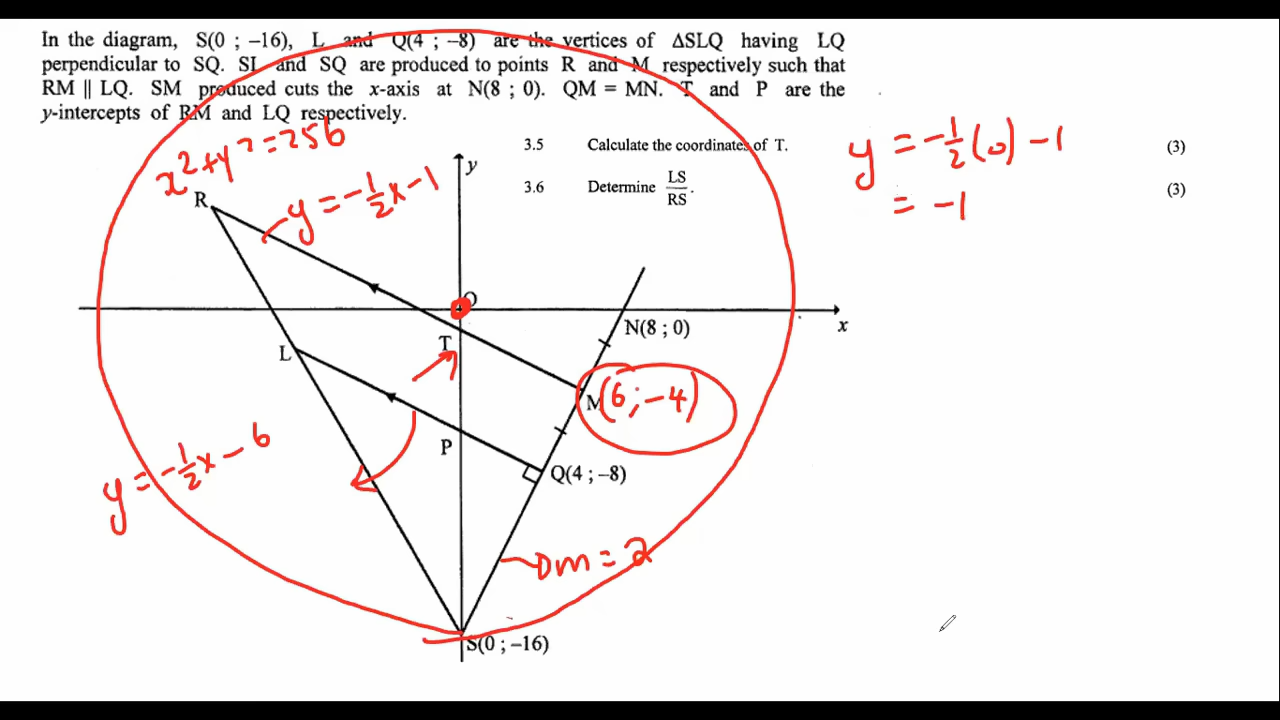 In the diagram, S(0 ; –16), L and Q(4 ; –8) are the vertices of ΔSLQ having LQ
perpendicular to SQ. SL and SQ are produced to points R and M respectively such that
RM || LQ. SM produced cuts the x-axis at N(8 ; 0). QM = MN. T and P are the
y-intercepts of RM and LQ respectively.
3.5 Calculate the coordinates of T. (3)
3.6 Determine LS/RS. (3)
y = -1/2(0) - 1
= -1
x² + y² = 256
y = -1/2x - 1
R
y
O
x
N(8 ; 0)
T
L
M(6; -4)
P
Q(4 ; –8)
y = -1/2x - 6
m = 2
S(0 ; –16)